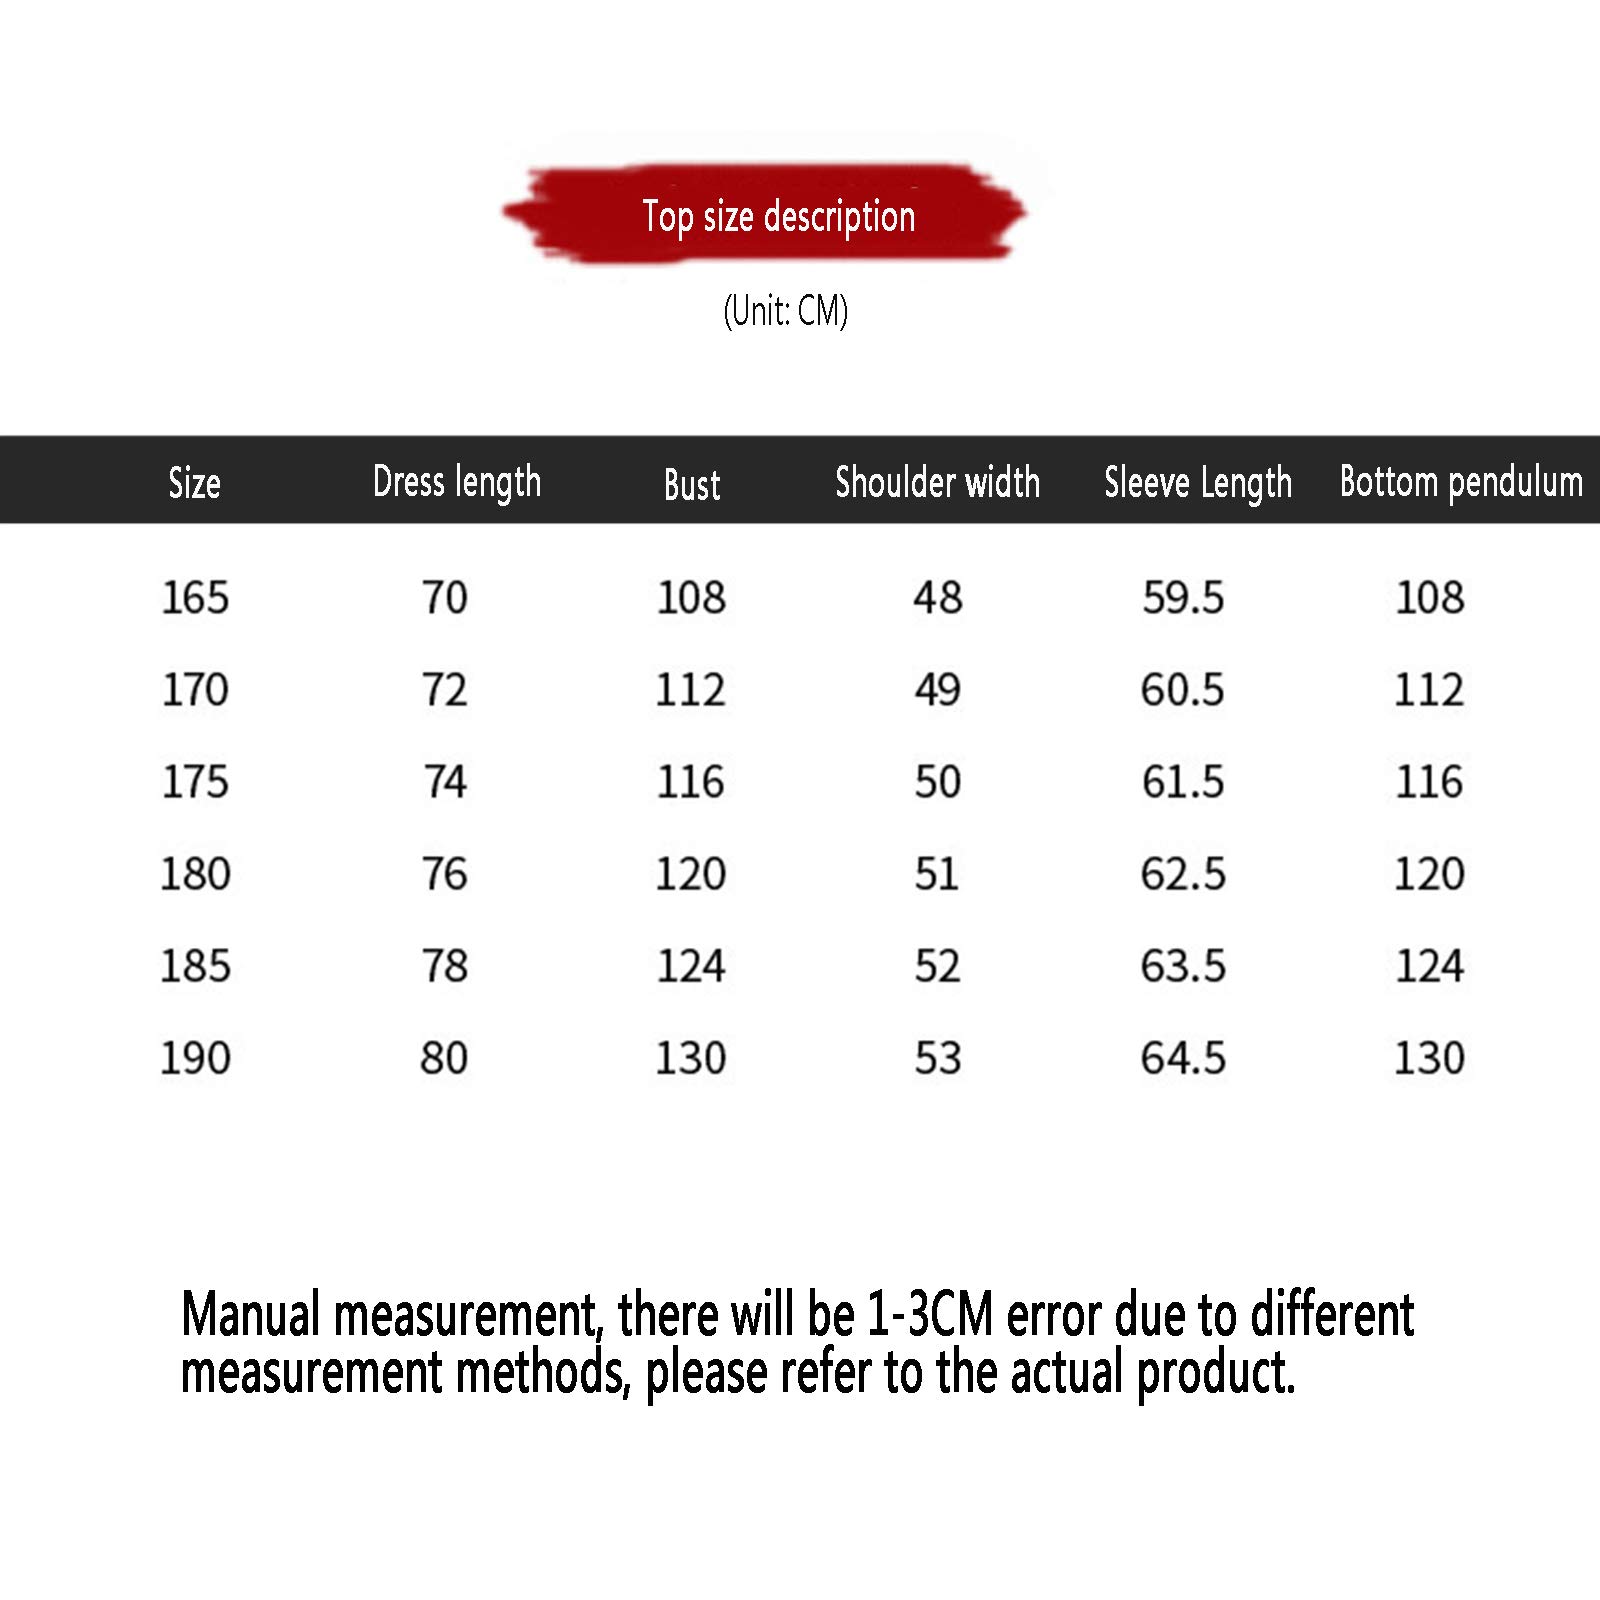 Top size description
(Unit: CM)
Size Dress length Bust Shoulder width Sleeve Length Bottom pendulum
165 70 108 48 59.5 108
170 72 112 49 60.5 112
175 74 116 50 61.5 116
180 76 120 51 62.5 120
185 78 124 52 63.5 124
190 80 130 53 64.5 130
Manual measurement, there will be 1-3CM error due to different
measurement methods, please refer to the actual product.